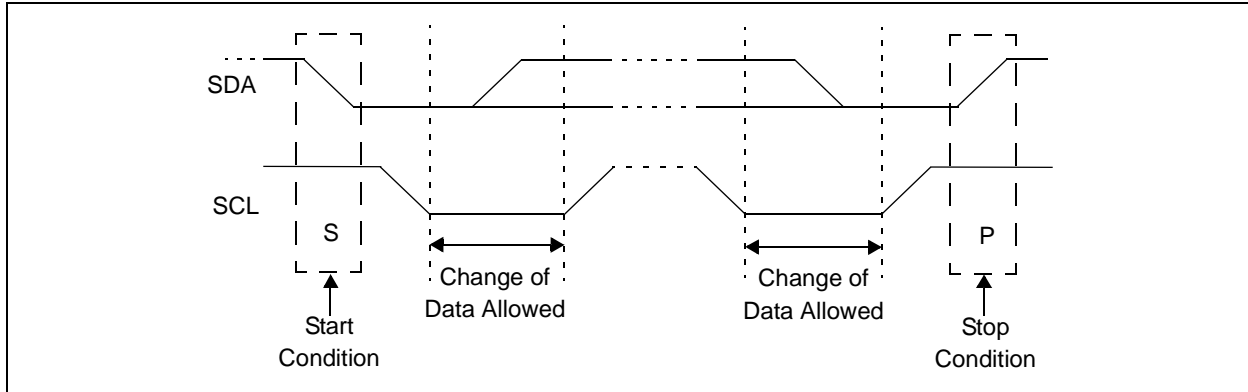 SDA
SCL
S
P
Change of
Data Allowed
Change of
Data Allowed
Start
Condition
Stop
Condition